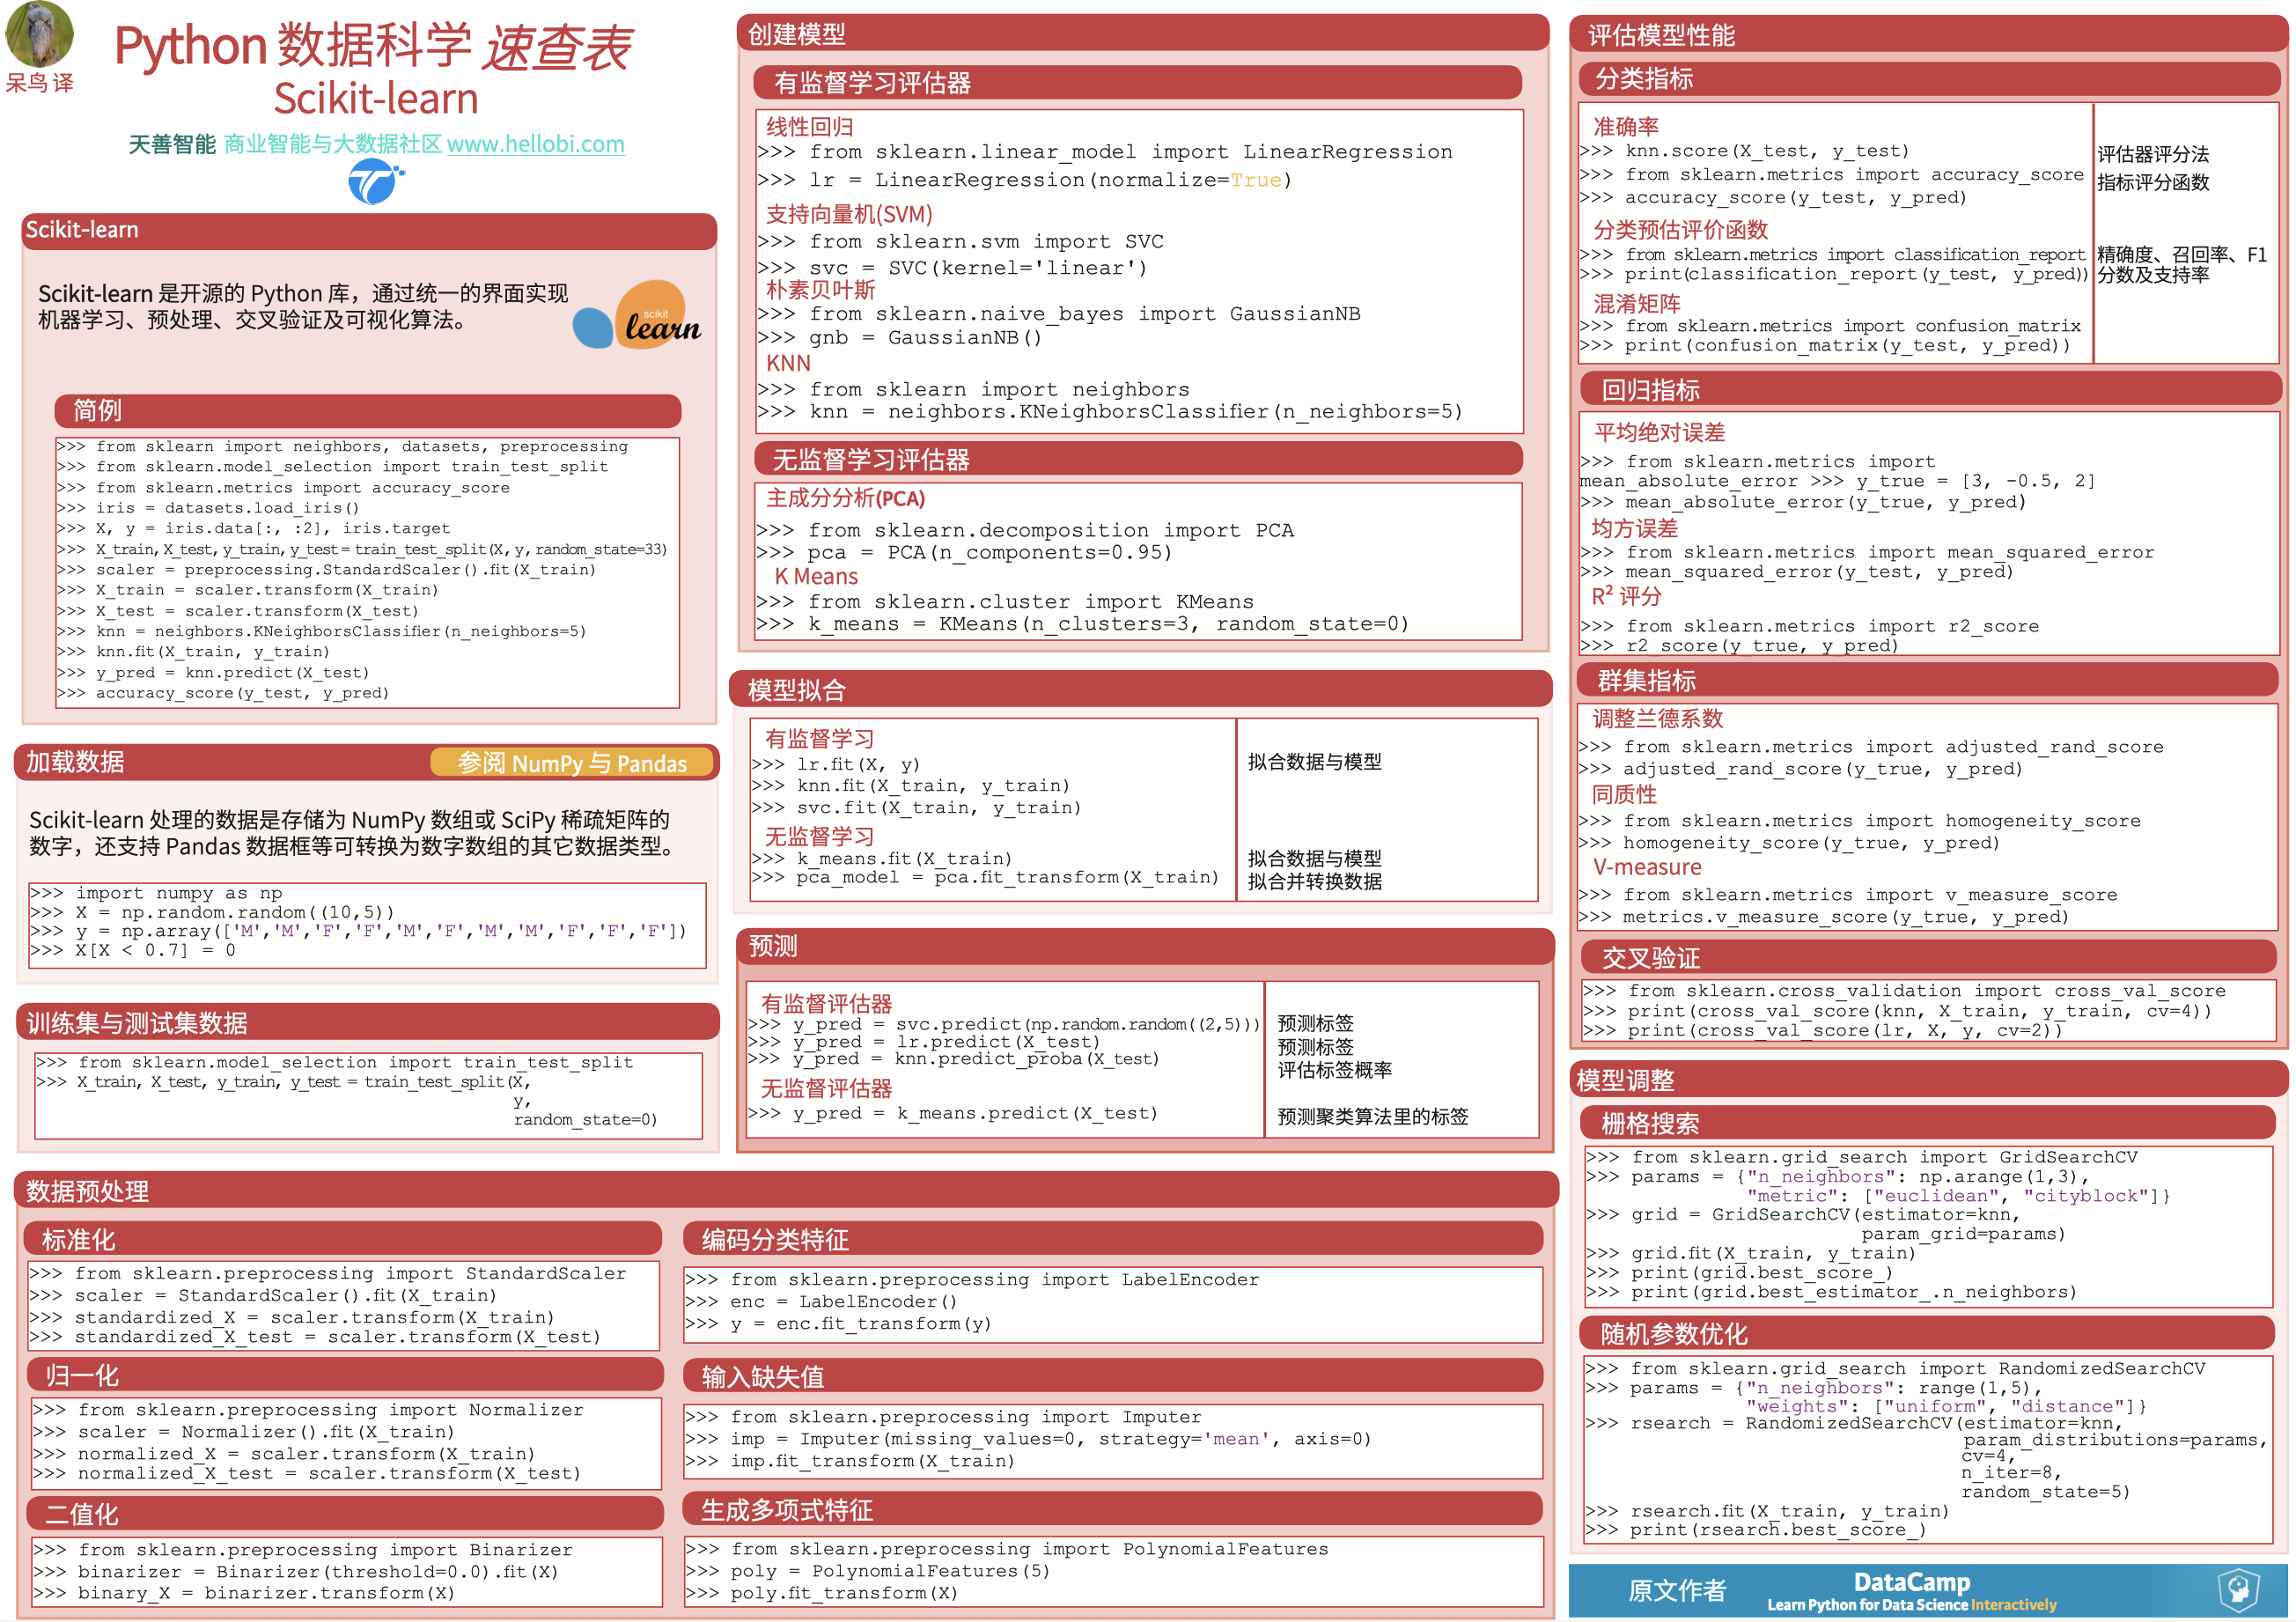 呆鸟 译
Python 数据科学 速查表
Scikit-learn
天善智能 商业智能与大数据社区 www.hellobi.com
Scikit-learn
Scikit-learn 是开源的 Python 库，通过统一的界面实现
机器学习、预处理、交叉验证及可视化算法。
scikit
learn
简例
>>> from sklearn import neighbors, datasets, preprocessing
>>> from sklearn.model_selection import train_test_split
>>> from sklearn.metrics import accuracy_score
>>> iris = datasets.load_iris()
>>> X, y = iris.data[:, :2], iris.target
>>> X_train, X_test, y_train, y_test = train_test_split(X, y, random_state=33)
>>> scaler = preprocessing.StandardScaler().fit(X_train)
>>> X_train = scaler.transform(X_train)
>>> X_test = scaler.transform(X_test)
>>> knn = neighbors.KNeighborsClassifier(n_neighbors=5)
>>> knn.fit(X_train, y_train)
>>> y_pred = knn.predict(X_test)
>>> accuracy_score(y_test, y_pred)
加载数据
参阅 NumPy 与 Pandas
Scikit-learn 处理的数据是存储为 NumPy 数组或 SciPy 稀疏矩阵的
数字，还支持 Pandas 数据框等可转换为数字数组的其它数据类型。
>>> import numpy as np
>>> X = np.random.random((10,5))
>>> y = np.array(['M','M','F','F','M','F','M','M','F','F','F'])
>>> X[X < 0.7] = 0
训练集与测试集数据
>>> from sklearn.model_selection import train_test_split
>>> X_train, X_test, y_train, y_test = train_test_split(X,
y,
random_state=0)
数据预处理
标准化
>>> from sklearn.preprocessing import StandardScaler
>>> scaler = StandardScaler().fit(X_train)
>>> standardized_X = scaler.transform(X_train)
>>> standardized_X_test = scaler.transform(X_test)
归一化
>>> from sklearn.preprocessing import Normalizer
>>> scaler = Normalizer().fit(X_train)
>>> normalized_X = scaler.transform(X_train)
>>> normalized_X_test = scaler.transform(X_test)
二值化
>>> from sklearn.preprocessing import Binarizer
>>> binarizer = Binarizer(threshold=0.0).fit(X)
>>> binary_X = binarizer.transform(X)
编码分类特征
>>> from sklearn.preprocessing import LabelEncoder
>>> enc = LabelEncoder()
>>> y = enc.fit_transform(y)
输入缺失值
>>> from sklearn.preprocessing import Imputer
>>> imp = Imputer(missing_values=0, strategy='mean', axis=0)
>>> imp.fit_transform(X_train)
生成多项式特征
>>> from sklearn.preprocessing import PolynomialFeatures
>>> poly = PolynomialFeatures(5)
>>> poly.fit_transform(X)
创建模型
有监督学习评估器
线性回归
>>> from sklearn.linear_model import LinearRegression
>>> lr = LinearRegression(normalize=True)
支持向量机(SVM)
>>> from sklearn.svm import SVC
>>> svc = SVC(kernel='linear')
朴素贝叶斯
>>> from sklearn.naive_bayes import GaussianNB
>>> gnb = GaussianNB()
KNN
>>> from sklearn import neighbors
>>> knn = neighbors.KNeighborsClassifier(n_neighbors=5)
无监督学习评估器
主成分分析(PCA)
>>> from sklearn.decomposition import PCA
>>> pca = PCA(n_components=0.95)
K Means
>>> from sklearn.cluster import KMeans
>>> k_means = KMeans(n_clusters=3, random_state=0)
模型拟合
有监督学习
>>> lr.fit(X, y) 拟合数据与模型
>>> knn.fit(X_train, y_train)
>>> svc.fit(X_train, y_train)
无监督学习
>>> k_means.fit(X_train) 拟合数据与模型
>>> pca_model = pca.fit_transform(X_train) 拟合并转换数据
预测
有监督评估器
>>> y_pred = svc.predict(np.random.random((2,5))) 预测标签
>>> y_pred = lr.predict(X_test) 预测标签
>>> y_pred = knn.predict_proba(X_test) 评估标签概率
无监督评估器
>>> y_pred = k_means.predict(X_test) 预测聚类算法里的标签
评估模型性能
分类指标
准确率
>>> knn.score(X_test, y_test) 评估器评分法
>>> from sklearn.metrics import accuracy_score 指标评分函数
>>> accuracy_score(y_test, y_pred)
分类预估评价函数
>>> from sklearn.metrics import classification_report 精确度、召回率、F1
>>> print(classification_report(y_test, y_pred)) 分数及支持率
混淆矩阵
>>> from sklearn.metrics import confusion_matrix
>>> print(confusion_matrix(y_test, y_pred))
回归指标
平均绝对误差
>>> from sklearn.metrics import
mean_absolute_error >>> y_true = [3, -0.5, 2]
>>> mean_absolute_error(y_true, y_pred)
均方误差
>>> from sklearn.metrics import mean_squared_error
>>> mean_squared_error(y_test, y_pred)
R² 评分
>>> from sklearn.metrics import r2_score
>>> r2_score(y_true, y_pred)
群集指标
调整兰德系数
>>> from sklearn.metrics import adjusted_rand_score
>>> adjusted_rand_score(y_true, y_pred)
同质性
>>> from sklearn.metrics import homogeneity_score
>>> homogeneity_score(y_true, y_pred)
V-measure
>>> from sklearn.metrics import v_measure_score
>>> metrics.v_measure_score(y_true, y_pred)
交叉验证
>>> from sklearn.cross_validation import cross_val_score
>>> print(cross_val_score(knn, X_train, y_train, cv=4))
>>> print(cross_val_score(lr, X, y, cv=2))
模型调整
栅格搜索
>>> from sklearn.grid_search import GridSearchCV
>>> params = {"n_neighbors": np.arange(1,3),
"metric": ["euclidean", "cityblock"]}
>>> grid = GridSearchCV(estimator=knn,
param_grid=params)
>>> grid.fit(X_train, y_train)
>>> print(grid.best_score_)
>>> print(grid.best_estimator_.n_neighbors)
随机参数优化
>>> from sklearn.grid_search import RandomizedSearchCV
>>> params = {"n_neighbors": range(1,5),
"weights": ["uniform", "distance"]}
>>> rsearch = RandomizedSearchCV(estimator=knn,
param_distributions=params,
cv=4,
n_iter=8,
random_state=5)
>>> rsearch.fit(X_train, y_train)
>>> print(rsearch.best_score_)
原文作者
DataCamp
Learn Python for Data Science Interactively